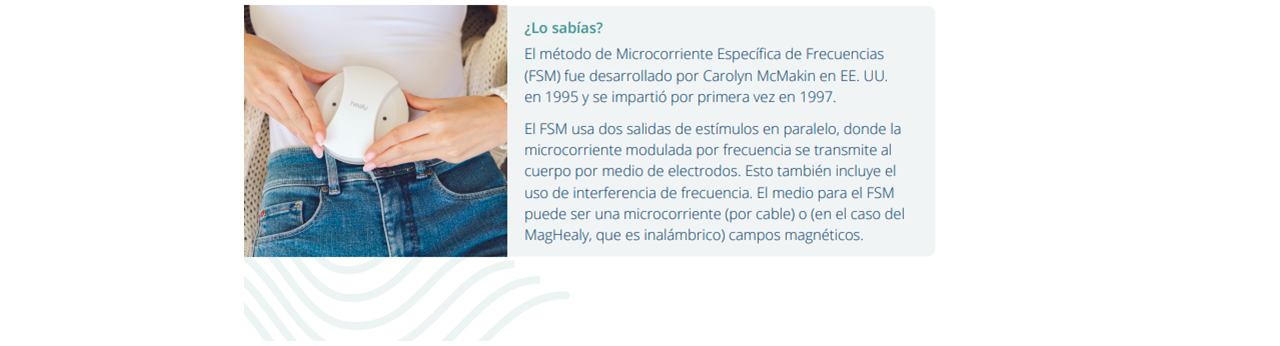 ¿Lo sabías?
El método de Microcorriente Específica de Frecuencias
(FSM) fue desarrollado por Carolyn McMakin en EE. UU.
en 1995 y se impartió por primera vez en 1997.
El FSM usa dos salidas de estímulos en paralelo, donde la
microcorriente modulada por frecuencia se transmite al
cuerpo por medio de electrodos. Esto también incluye el
uso de interferencia de frecuencia. El medio para el FSM
puede ser una microcorriente (por cable) o (en el caso del
MagHealy, que es inalámbrico) campos magnéticos.